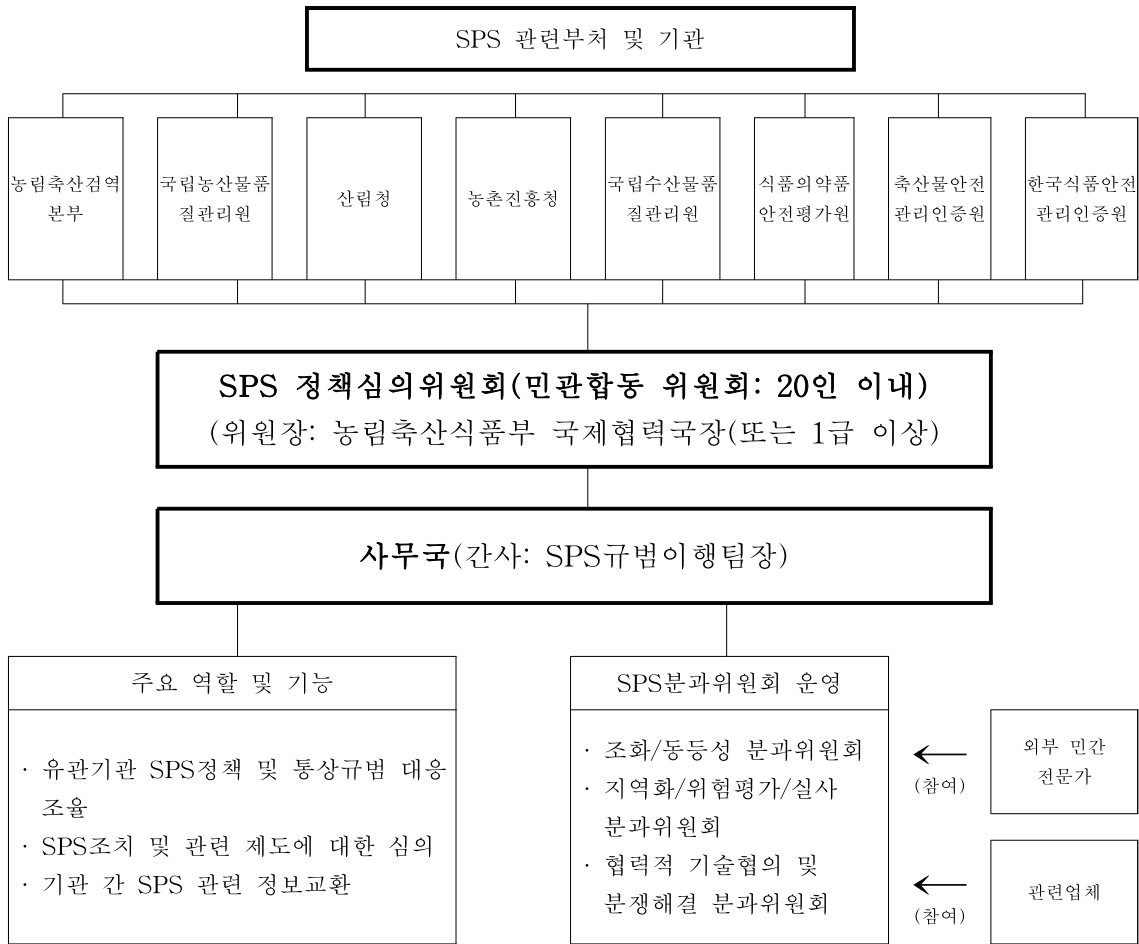 SPS 관련부처 및 기관
농림축산검역
본부
국립농산물품
질관리원
산림청
농촌진흥청
국립수산물품
질관리원
식품의약품
안전평가원
축산물안전
관리인증원
한국식품안전
관리인증원
SPS 정책심의위원회(민관합동 위원회: 20인 이내)
(위원장: 농림축산식품부 국제협력국장(또는 1급 이상)
사무국(간사: SPS규범이행팀장)
주요 역할 및 기능
· 유관기관 SPS정책 및 통상규범 대응
조율
· SPS조치 및 관련 제도에 대한 심의
· 기관 간 SPS 관련 정보교환
SPS분과위원회 운영
· 조화/동등성 분과위원회
· 지역화/위험평가/실사
분과위원회
· 협력적 기술협의 및
분쟁해결 분과위원회
(참여)
외부 민간
전문가
(참여)
관련업체